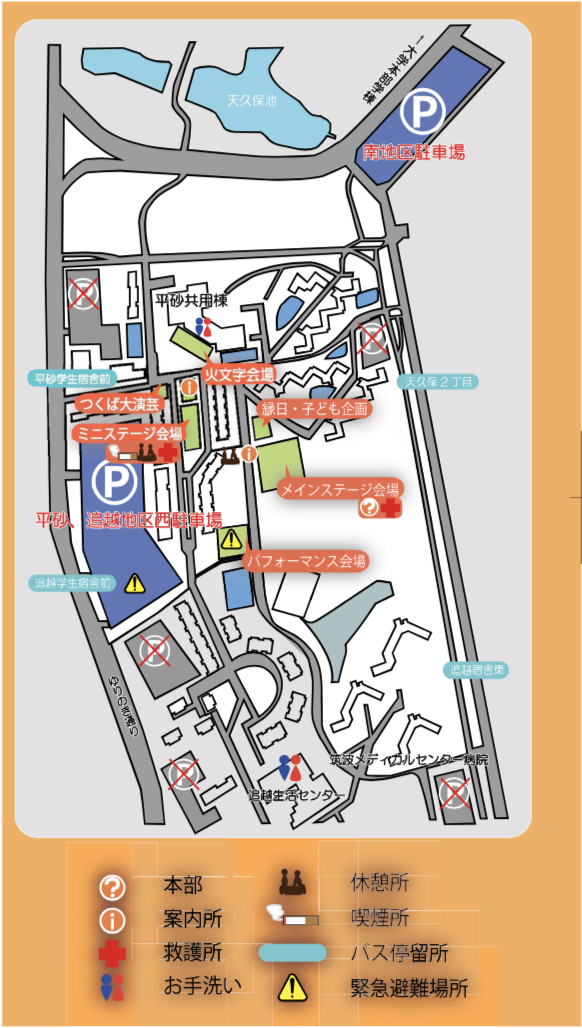 ←大学本部学棟
天久保池
P
南地区駐車場
P
平砂共用棟
P
火文字会場
平砂学生宿舎前
天久保２丁目
i
つくば大演芸
縁日・子ども企画
ミニステージ会場
i
P
メインステージ会場
?
平砂、追越地区西駐車場
!
パフォーマンス会場
追越学生宿舎前
!
P
追越宿舎東
ゆりのき通り
筑波メディカルセンター病院
P
P
追越生活センター
? 本部
休憩所
i 案内所
喫煙所
救護所
バス停留所
お手洗い
! 緊急避難場所